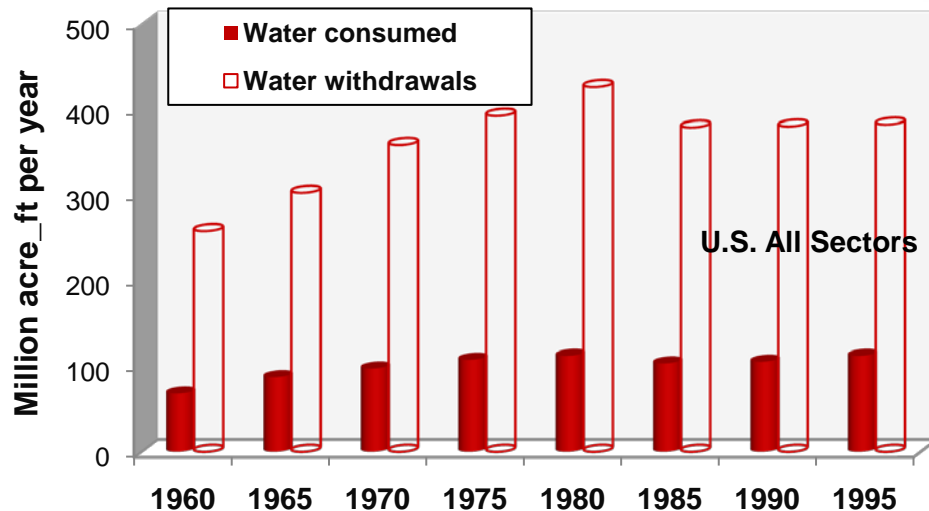 Million acre_ft per year
500
400
300
200
100
0
Water consumed
Water withdrawals
U.S. All Sectors
1960 1965 1970 1975 1980 1985 1990 1995